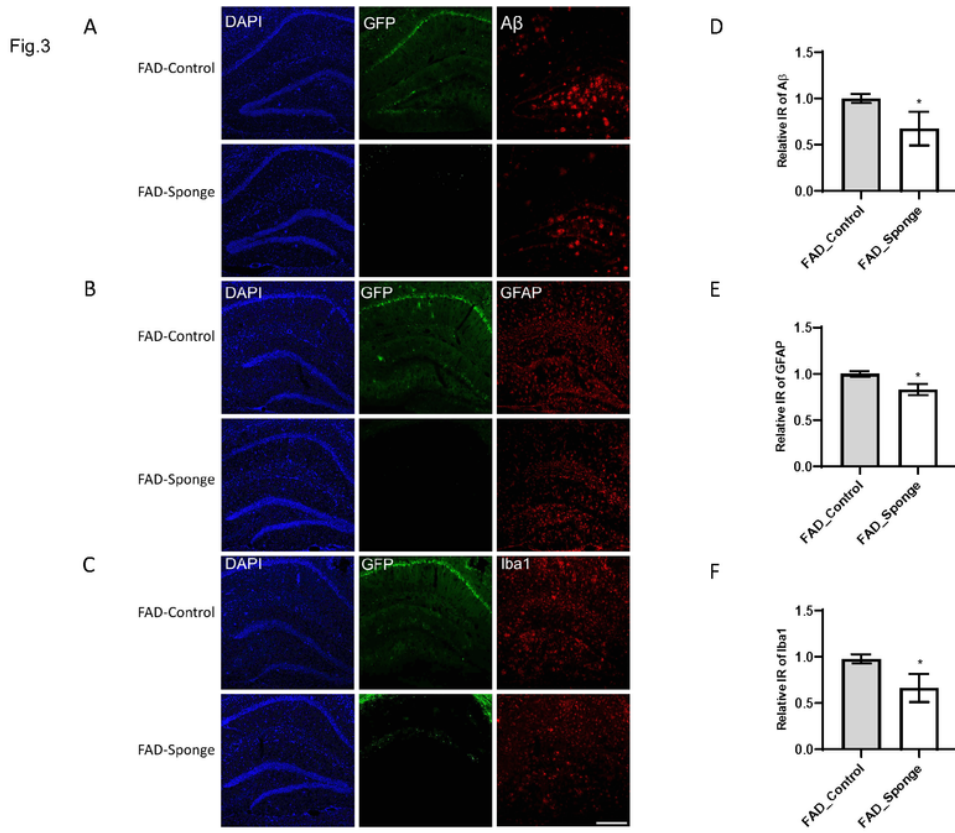 Fig.3
A
DAPI
GFP
Aβ
FAD-Control
FAD-Sponge
B
DAPI
GFP
GFAP
FAD-Control
FAD-Sponge
C
DAPI
GFP
Iba1
FAD-Control
FAD-Sponge
D
Relative IR of Aβ
1.5
1.0
0.5
0.0
*
FAD_Control
FAD_Sponge
E
Relative IR of GFAP
1.5
1.0
0.5
0.0
*
FAD_Control
FAD_Sponge
F
Relative IR of Iba1
1.5
1.0
0.5
0.0
*
FAD_Control
FAD_Sponge